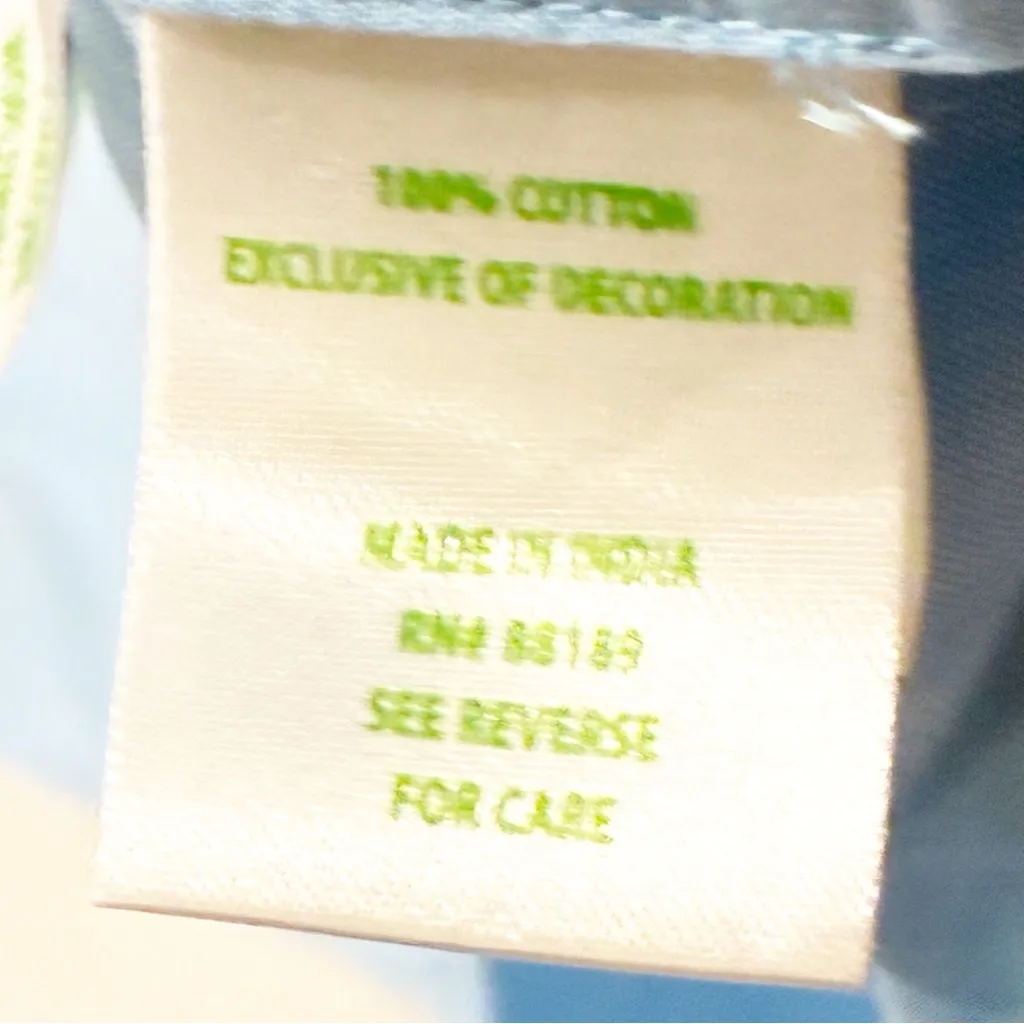 100% COTTON
EXCLUSIVE OF DECORATION
MADE IN INDIA
RN#
SEE REVERSE
FOR CARE